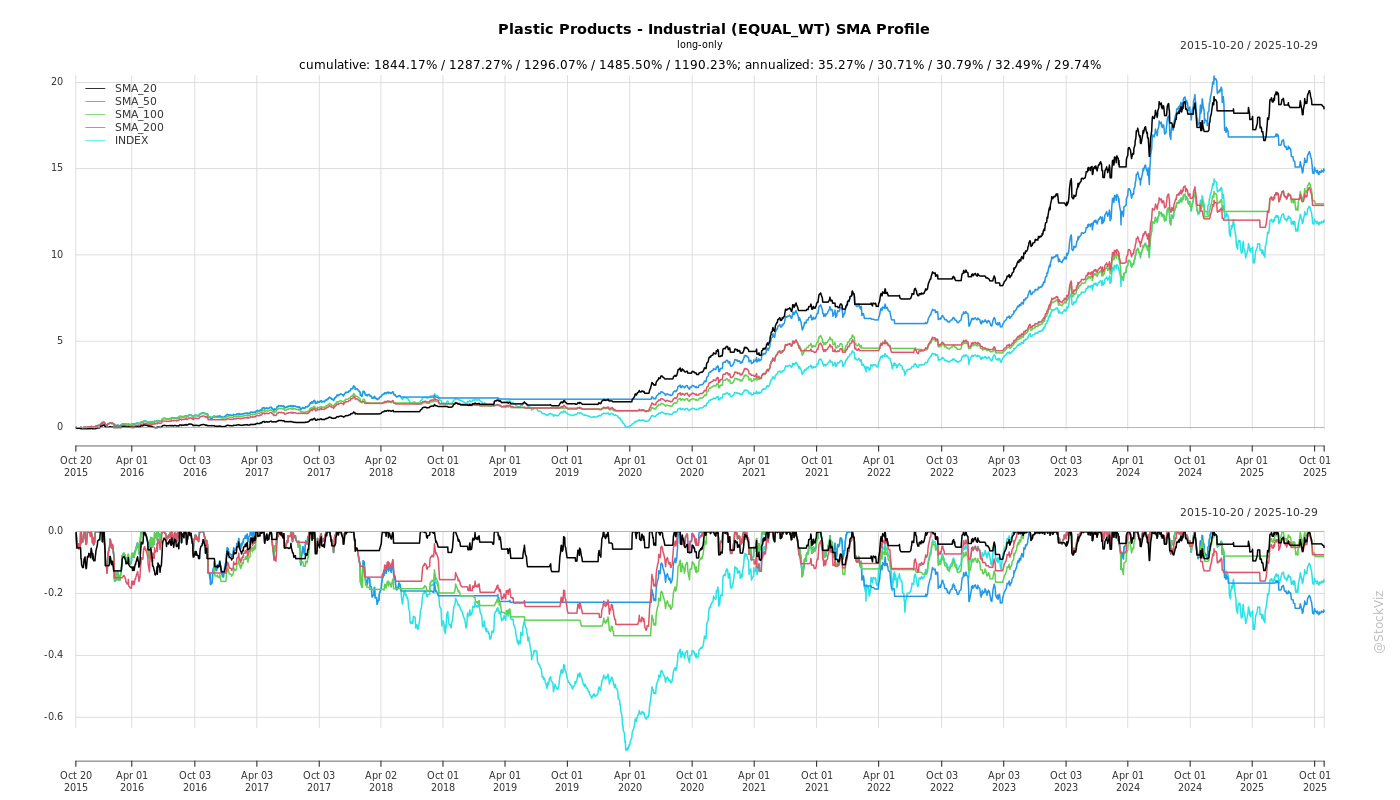 Plastic Products - Industrial (EQUAL_WT) SMA Profile
long-only
2015-10-20 / 2025-10-29
cumulative: 1844.17% / 1287.27% / 1296.07% / 1485.50% / 1190.23%; annualized: 35.27% / 30.71% / 30.79% / 32.49% / 29.74%
20
15
10
5
0
SMA_20
SMA_50
SMA_100
SMA_200
INDEX
Oct 20 Apr 01 Oct 03 Apr 03 Oct 03 Apr 02 Oct 01 Apr 01 Oct 01 Apr 01 Oct 01 Apr 01 Oct 01 Apr 01 Oct 03 Apr 03 Oct 03 Apr 01 Oct 01 Apr 01 Oct 01
2015 2016 2016 2017 2017 2018 2018 2019 2019 2020 2020 2021 2021 2022 2022 2023 2023 2024 2024 2025 2025
2015-10-20 / 2025-10-29
0.0
-0.2
-0.4
-0.6
Oct 20 Apr 01 Oct 03 Apr 03 Oct 03 Apr 02 Oct 01 Apr 01 Oct 01 Apr 01 Oct 01 Apr 01 Oct 01 Apr 01 Oct 03 Apr 03 Oct 03 Apr 01 Oct 01 Apr 01 Oct 01
2015 2016 2016 2017 2017 2018 2018 2019 2019 2020 2020 2021 2021 2022 2022 2023 2023 2024 2024 2025 2025
@StockViz